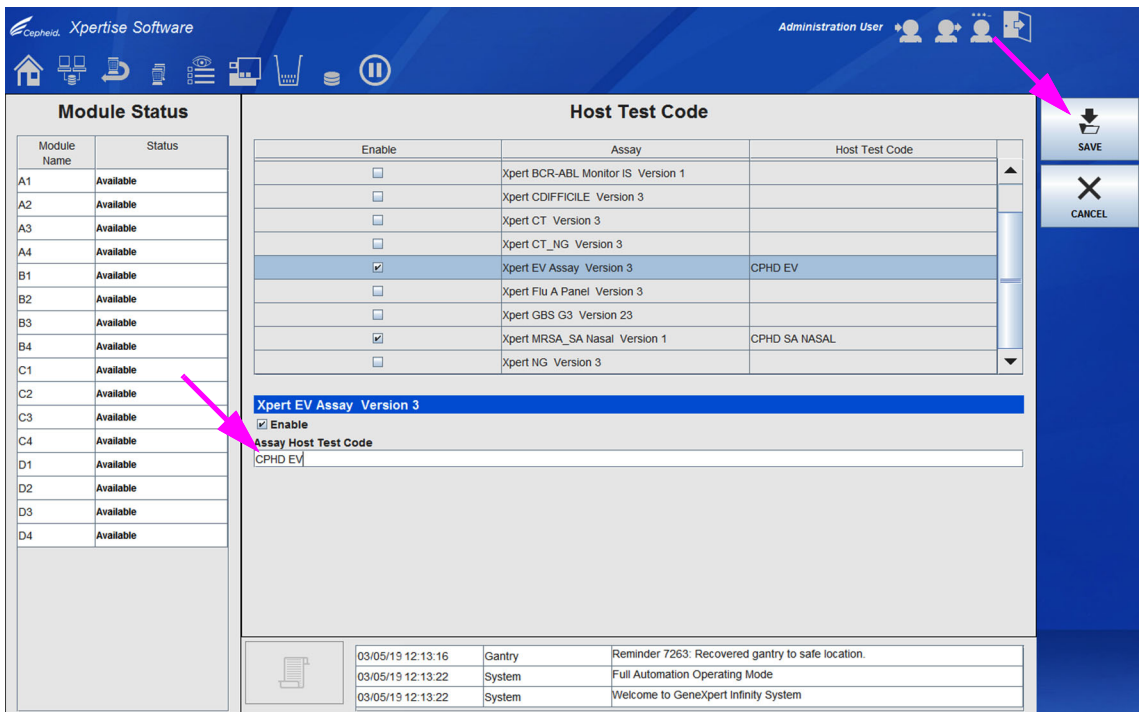 Cepheid. Xpertise Software
Administration User
Module Status
Module Name Status
A1 Available
A2 Available
A3 Available
A4 Available
B1 Available
B2 Available
B3 Available
B4 Available
C1 Available
C2 Available
C3 Available
C4 Available
D1 Available
D2 Available
D3 Available
D4 Available
Host Test Code
Enable Assay Host Test Code
Xpert BCR-ABL Monitor IS Version 1
Xpert CDIFFICILE Version 3
Xpert CT Version 3
Xpert CT_NG Version 3
Xpert EV Assay Version 3 CPHD EV
Xpert Flu A Panel Version 3
Xpert GBS G3 Version 23
Xpert MRSA_SA Nasal Version 1 CPHD SA NASAL
Xpert NG Version 3
Xpert EV Assay Version 3
Enable
Assay Host Test Code
CPHD EV
03/05/19 12:13:16 Gantry Reminder 7263: Recovered gantry to safe location.
03/05/19 12:13:22 System Full Automation Operating Mode
03/05/19 12:13:22 System Welcome to GeneXpert Infinity System
SAVE
CANCEL